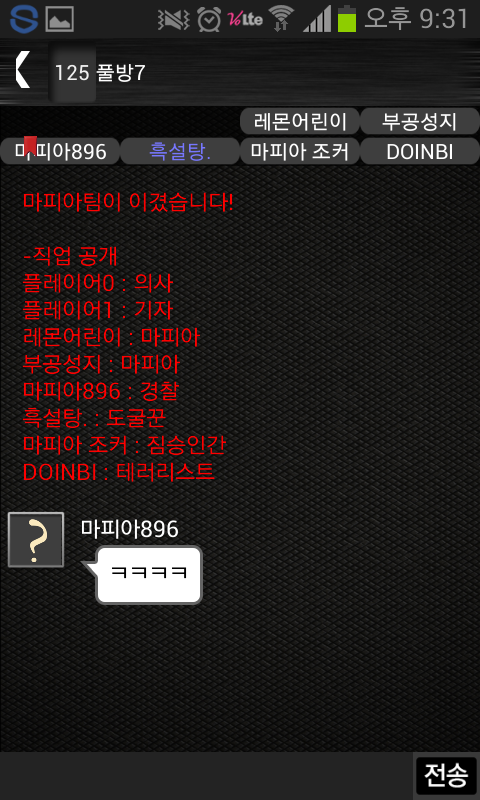 오후 9:31
125 풀방7
레몬어린이 부공성지
마피아896 흑설탕. 마피아 조커 DOINBI
마피아팀이 이겼습니다!
-직업 공개
플레이어0 : 의사
플레이어1 : 기자
레몬어린이 : 마피아
부공성지 : 마피아
마피아896 : 경찰
흑설탕. : 도굴꾼
마피아 조커 : 짐승인간
DOINBI : 테러리스트
마피아896
ㅋㅋㅋㅋ
전송